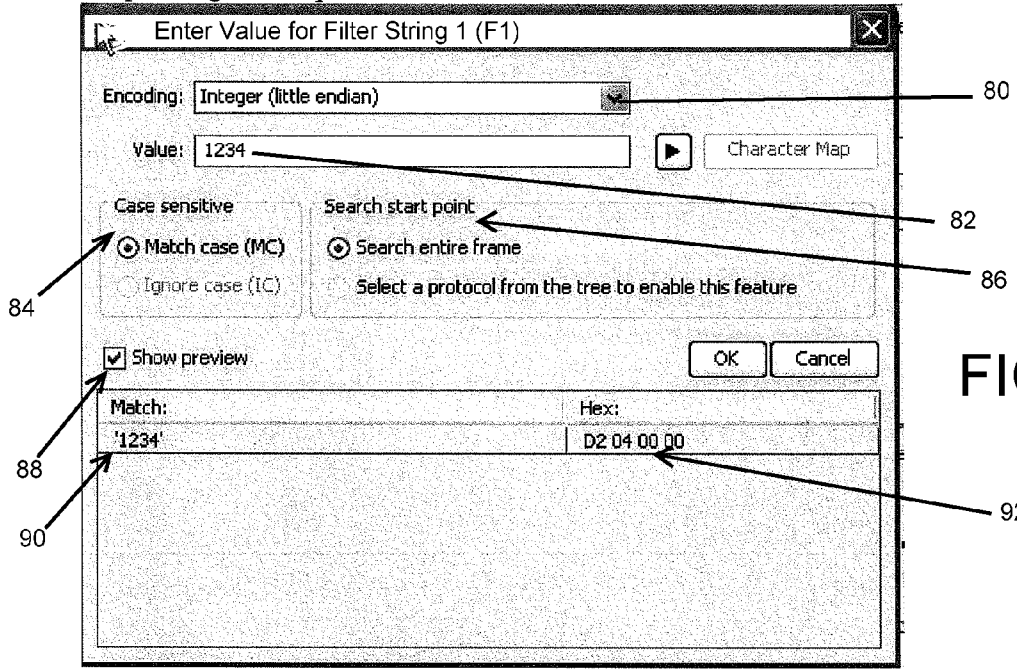 Enter Value for Filter String 1 (F1)
Encoding: Integer (little endian)
80
Value: 1234
Character Map
82
Case sensitive
Search start point
Match case (MC)
Search entire frame
86
Ignore case (IC)
Select a protocol from the tree to enable this feature
84
Show preview
OK
Cancel
Match:
Hex:
'1234'
D2 04 00 00
88
90